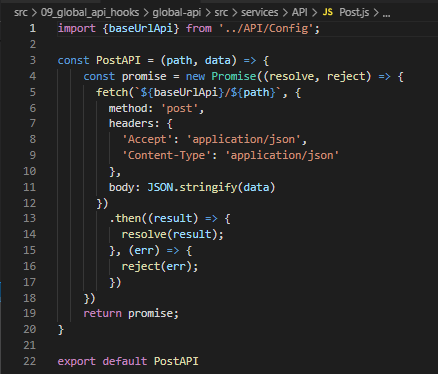 src > 09_global_api_hooks > global-api > src > services > API > JS Post.js > ...
1 import {baseUrlApi} from '../API/Config';
2
3 const PostAPI = (path, data) => {
4     const promise = new Promise((resolve, reject) => {
5       fetch(`${baseUrlApi}/${path}`, {
6         method: 'post',
7         headers: {
8           'Accept': 'application/json',
9           'Content-Type': 'application/json'
10         },
11         body: JSON.stringify(data)
12       })
13         .then((result) => {
14           resolve(result);
15         }, (err) => {
16           reject(err);
17         })
18     })
19     return promise;
20 }
21
22 export default PostAPI